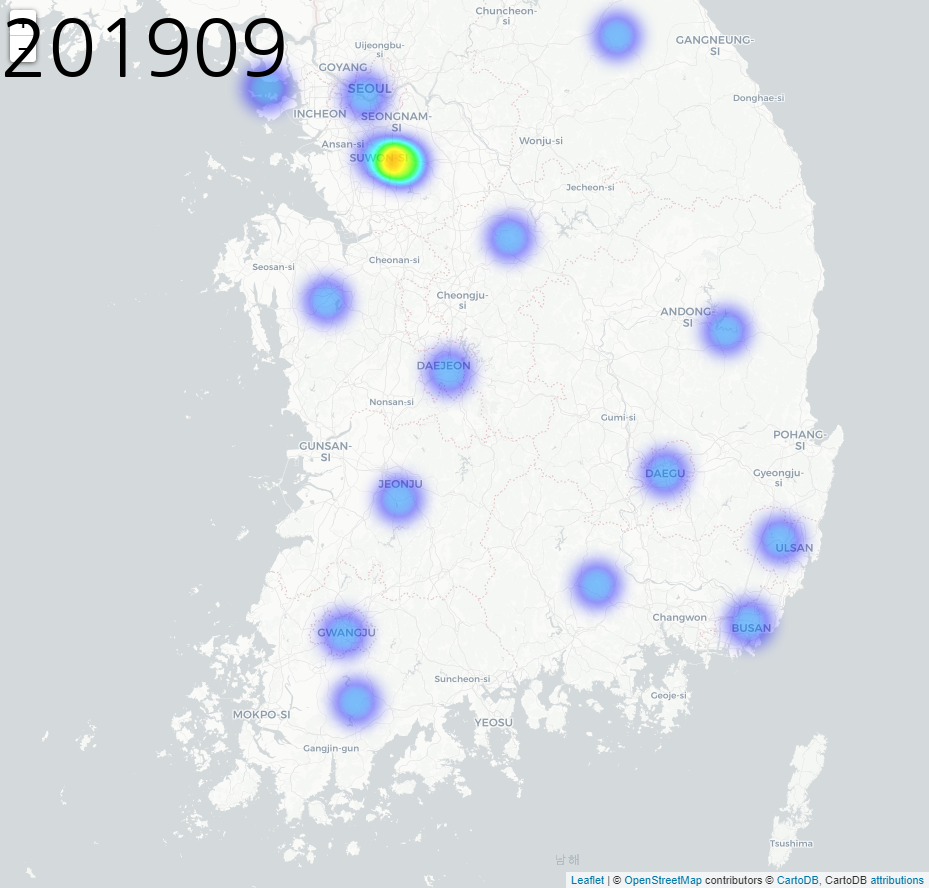 201909
Chuncheon-
si
GANGNEUNG-
SI
Uijeongbu-
si
GOYANG
SEOUL
Donghae-si
INCHEON
SEONGNAM-
SI
Ansan-si
Wonju-si
SUWON-SI
Jecheon-si
Cheonan-si
Seosan-si
Cheongju-
si
ANDONG-
SI
DAEJEON
Nonsan-si
Gumi-si
POHANG-
SI
GUNSAN-
SI
DAEGU
Gyeongju-
si
JEONJU
ULSAN
Changwon
BUSAN
GWANGJU
Suncheon-si
Geoje-si
MOKPO-SI
YEOSU
Gangjin-gun
Tsushima
남해
Leaflet | © OpenStreetMap contributors © CartoDB, CartoDB attributions